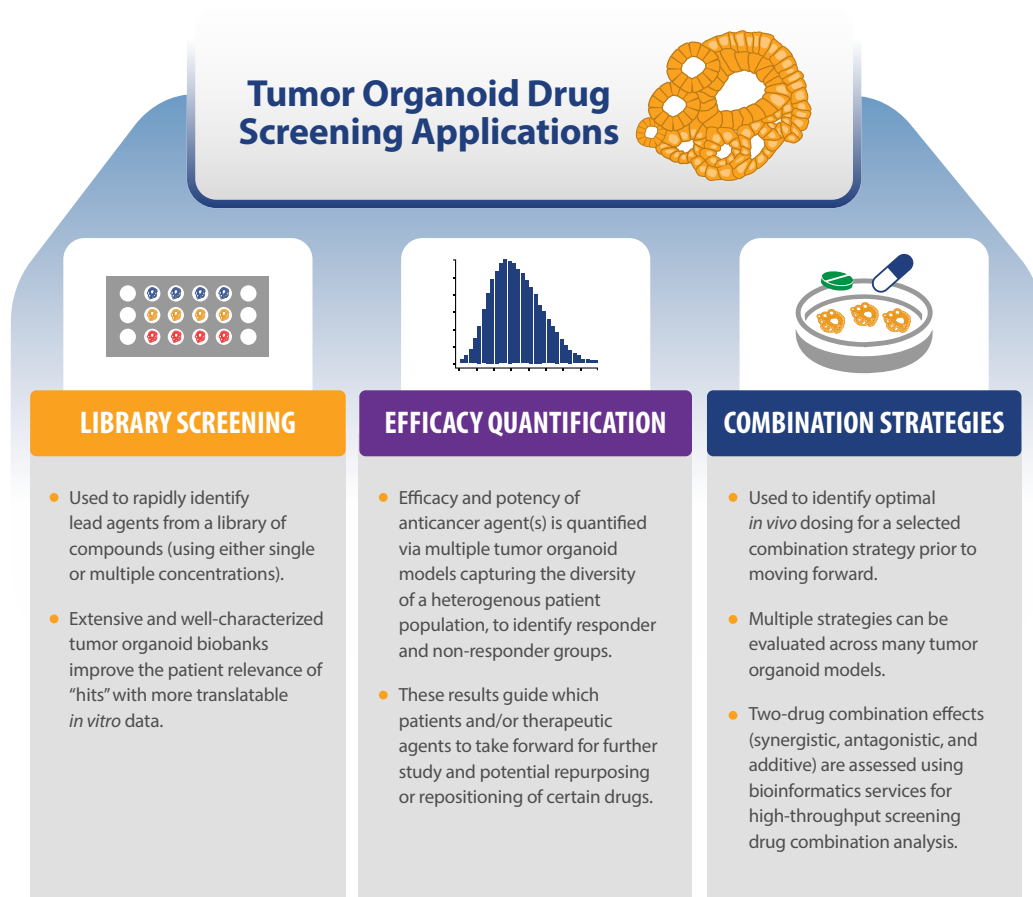 Tumor Organoid Drug
Screening Applications
LIBRARY SCREENING
• Used to rapidly identify
lead agents from a library of
compounds (using either single
or multiple concentrations).
• Extensive and well-characterized
tumor organoid biobanks
improve the patient relevance of
“hits” with more translatable
in vitro data.
EFFICACY QUANTIFICATION
• Efficacy and potency of
anticancer agent(s) is quantified
via multiple tumor organoid
models capturing the diversity
of a heterogenous patient
population, to identify responder
and non-responder groups.
• These results guide which
patients and/or therapeutic
agents to take forward for further
study and potential repurposing
or repositioning of certain drugs.
COMBINATION STRATEGIES
• Used to identify optimal
in vivo dosing for a selected
combination strategy prior to
moving forward.
• Multiple strategies can be
evaluated across many tumor
organoid models.
• Two-drug combination effects
(synergistic, antagonistic, and
additive) are assessed using
bioinformatics services for
high-throughput screening
drug combination analysis.